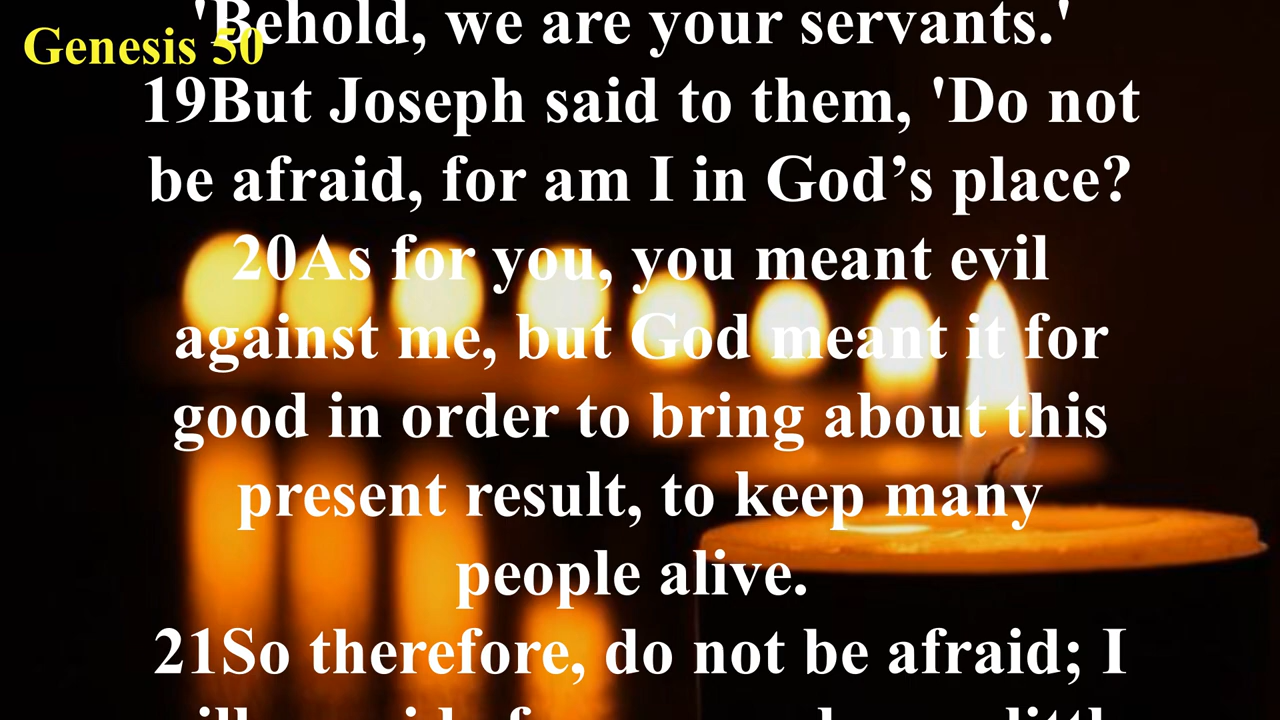 Genesis 50
'Behold, we are your servants.'
19But Joseph said to them, 'Do not
be afraid, for am I in God’s place?
20As for you, you meant evil
against me, but God meant it for
good in order to bring about this
present result, to keep many
people alive.
21So therefore, do not be afraid; I